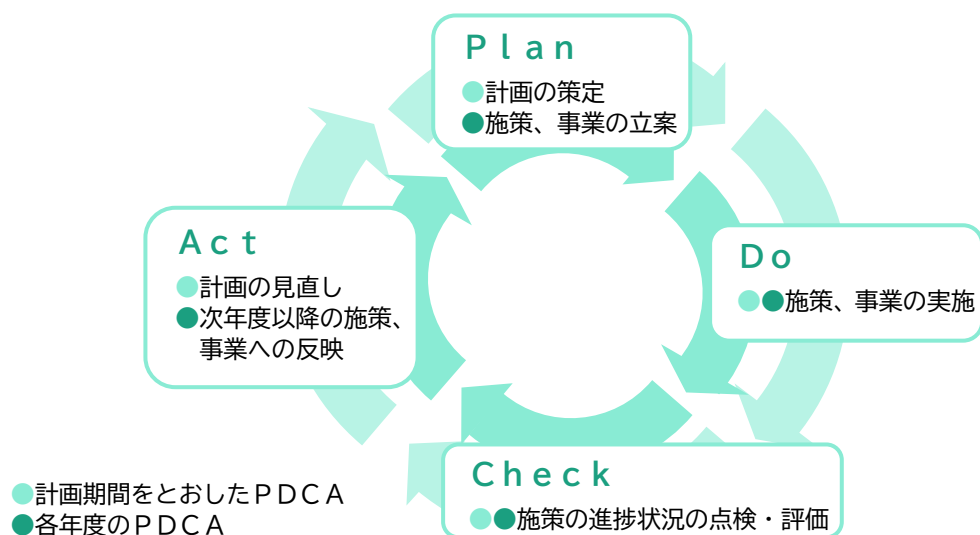 Ｐｌａｎ
●計画の策定
●施策、事業の立案
Ｄｏ
●●施策、事業の実施
Ｃｈｅｃｋ
●●施策の進捗状況の点検・評価
Ａｃｔ
●計画の見直し
●次年度以降の施策、
事業への反映
●計画期間をとおしたＰＤＣＡ
●各年度のＰＤＣＡ